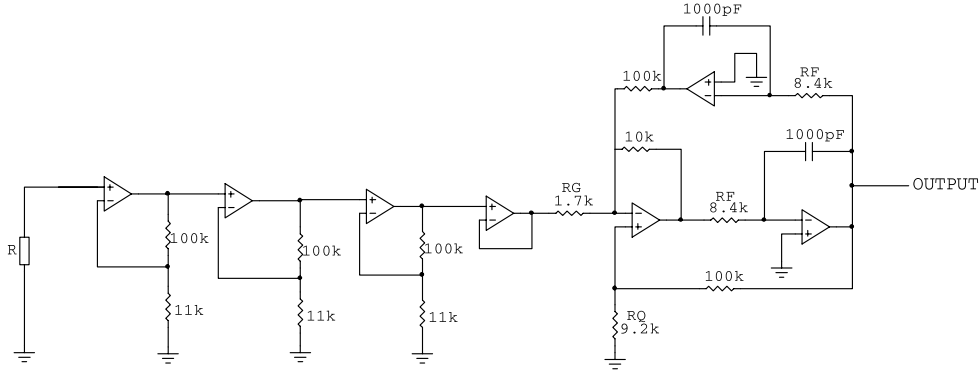 1000pF
+
-
100k
RF
8.4k
1000pF
10k
OUTPUT
RG
1.7k
RF
8.4k
+
-
+
-
+
-
+
-
-
+
-
+
R
100k
100k
100k
100k
11k
11k
11k
RQ
9.2k